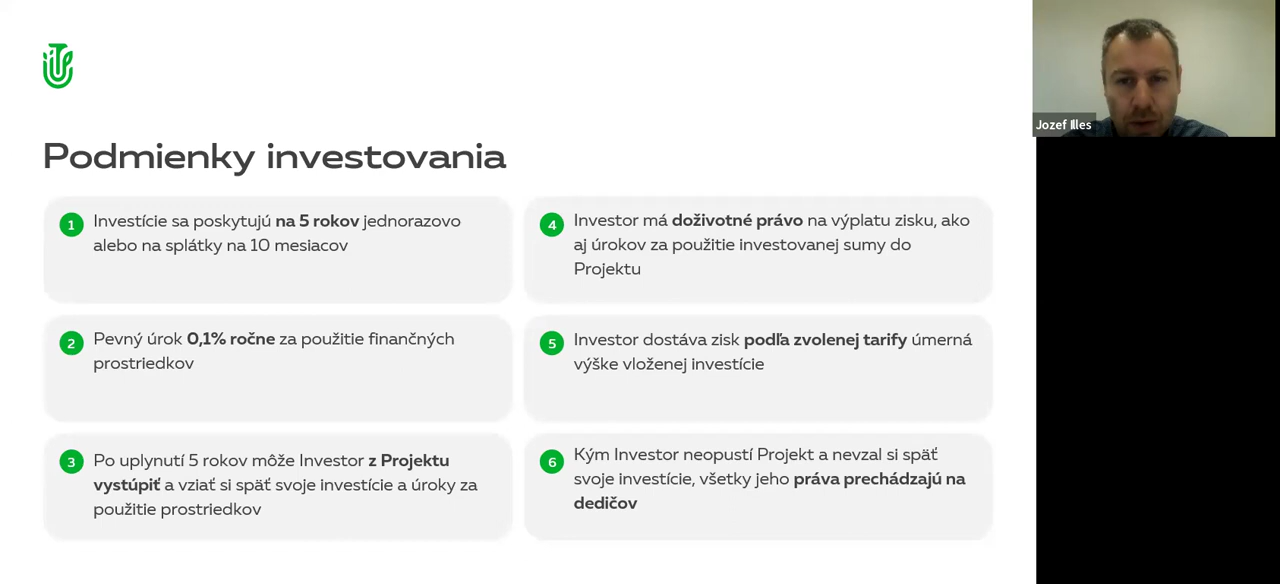 Podmienky investovania
1
Investície sa poskytujú na 5 rokov jednorazovo
alebo na splátky na 10 mesiacov
2
Pevný úrok 0,1% ročne za použitie finančných
prostriedkov
3
Po uplynutí 5 rokov môže Investor z Projektu
vystúpiť a vziať si späť svoje investície a úroky za
použitie prostriedkov
4
Investor má doživotné právo na výplatu zisku, ako
aj úrokov za použitie investovanej sumy do
Projektu
5
Investor dostáva zisk podľa zvolenej tarify úmerná
výške vloženej investície
6
Kým Investor neopustí Projekt a nevzal si späť
svoje investície, všetky jeho práva prechádzajú na
dedičov
Jozef Illes